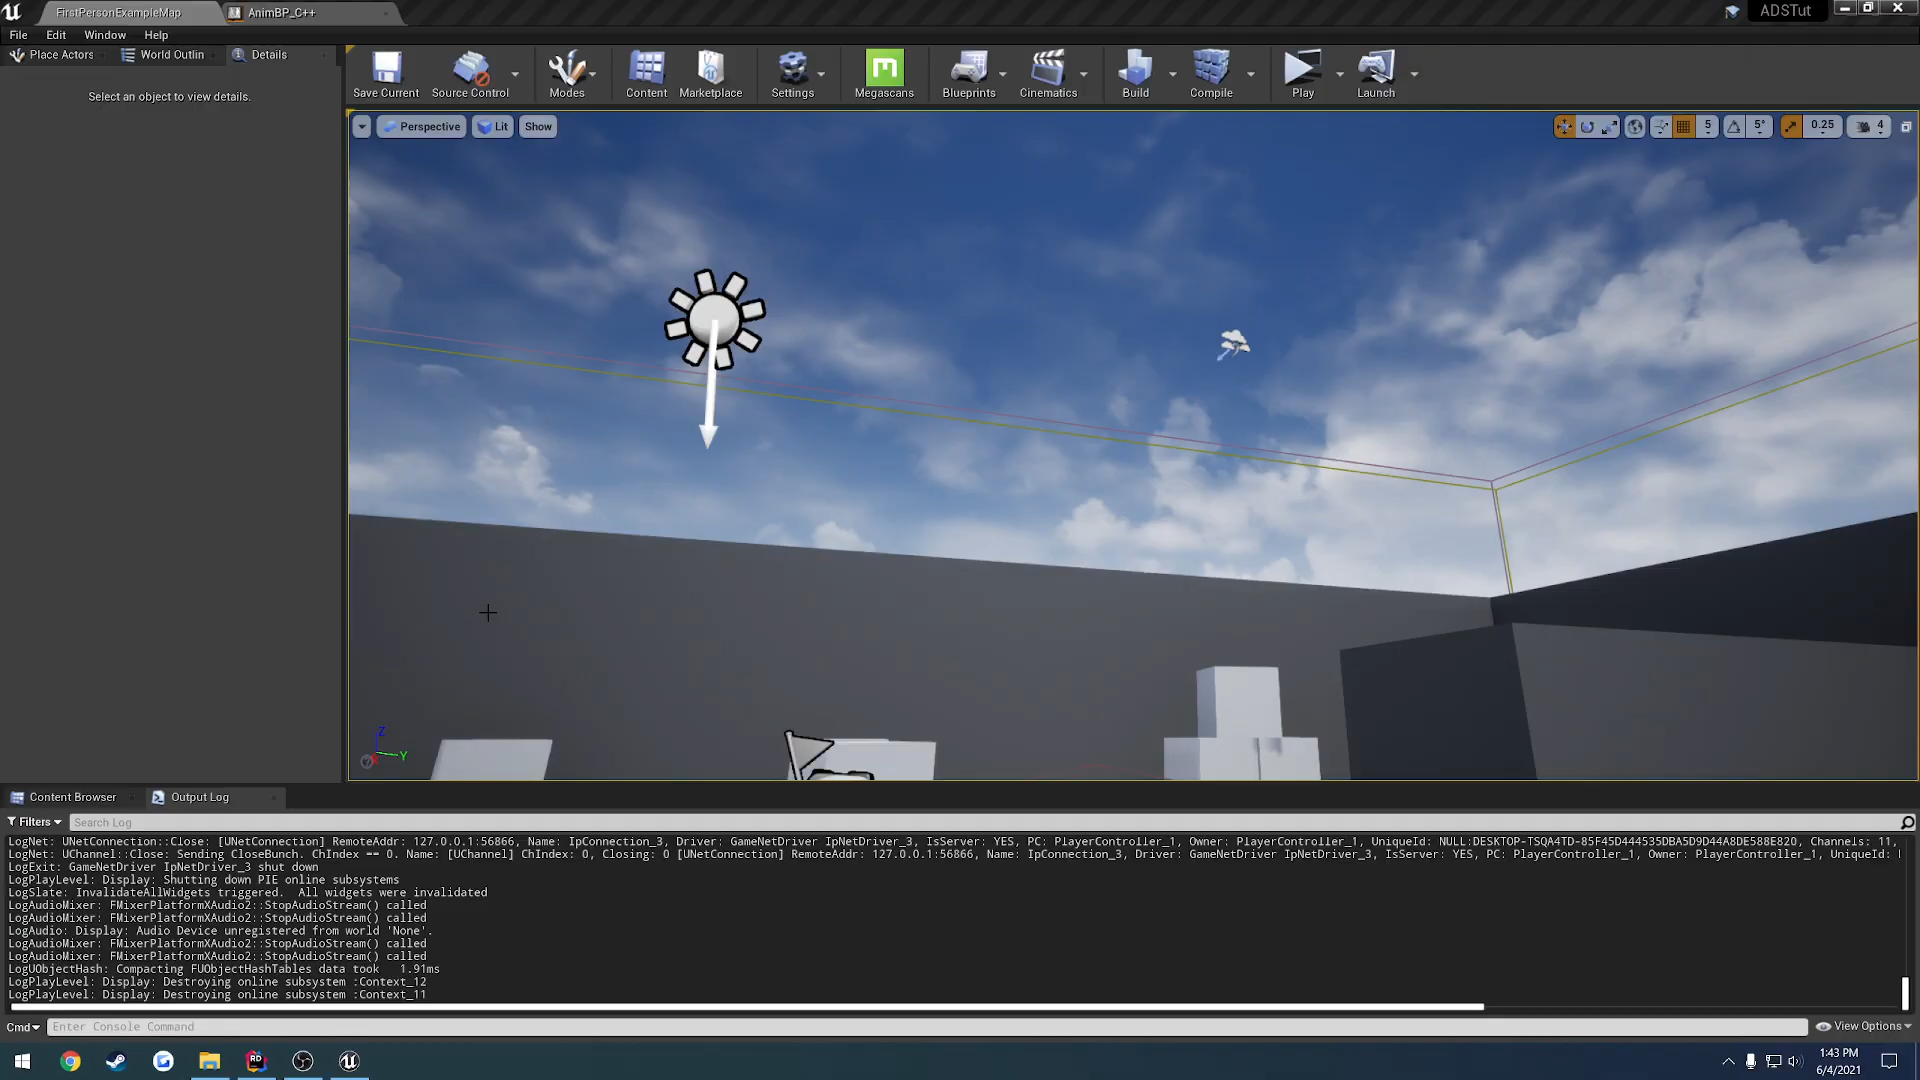 FirstPersonExampleMap
AnimBP_C++
ADSTut
File Edit Window Help
Place Actors
World Outlin
Details
Select an object to view details.
Save Current
Source Control
Modes
Content
Marketplace
Settings
Megascans
Blueprints
Cinematics
Build
Compile
Play
Launch
Perspective
Lit
Show
5
5°
0.25
4
Z
Y
Content Browser
Output Log
Filters
Search Log
LogNet: UNetConnection::Close: [UNetConnection] RemoteAddr: 127.0.0.1:56866, Name: IpConnection_3, Driver: GameNetDriver IpNetDriver_3, IsServer: YES, PC: PlayerController_1, Owner: PlayerController_1, UniqueId: NULL:DESKTOP-TSQA4TD-85F45D444535DBA5D9D44A8DE588E820, Channels: 11,
LogNet: UChannel::Close: Sending CloseBunch. ChIndex == 0. Name: [UChannel] ChIndex: 0, Closing: 0 [UNetConnection] RemoteAddr: 127.0.0.1:56866, Name: IpConnection_3, Driver: GameNetDriver IpNetDriver_3, IsServer: YES, PC: PlayerController_1, Owner: PlayerController_1, UniqueId:
LogExit: GameNetDriver IpNetDriver_3 shut down
LogPlayLevel: Display: Shutting down PIE online subsystems
LogSlate: InvalidateAllWidgets triggered.  All widgets were invalidated
LogAudioMixer: FMixerPlatformXAudio2::StopAudioStream() called
LogAudioMixer: FMixerPlatformXAudio2::StopAudioStream() called
LogAudio: Display: Audio Device unregistered from world 'None'.
LogAudioMixer: FMixerPlatformXAudio2::StopAudioStream() called
LogAudioMixer: FMixerPlatformXAudio2::StopAudioStream() called
LogUObjectHash: Compacting FUObjectHashTables data took   1.91ms
LogPlayLevel: Display: Destroying online subsystem :Context_12
LogPlayLevel: Display: Destroying online subsystem :Context_11
Cmd
Enter Console Command
View Options
RD
1:43 PM
6/4/2021